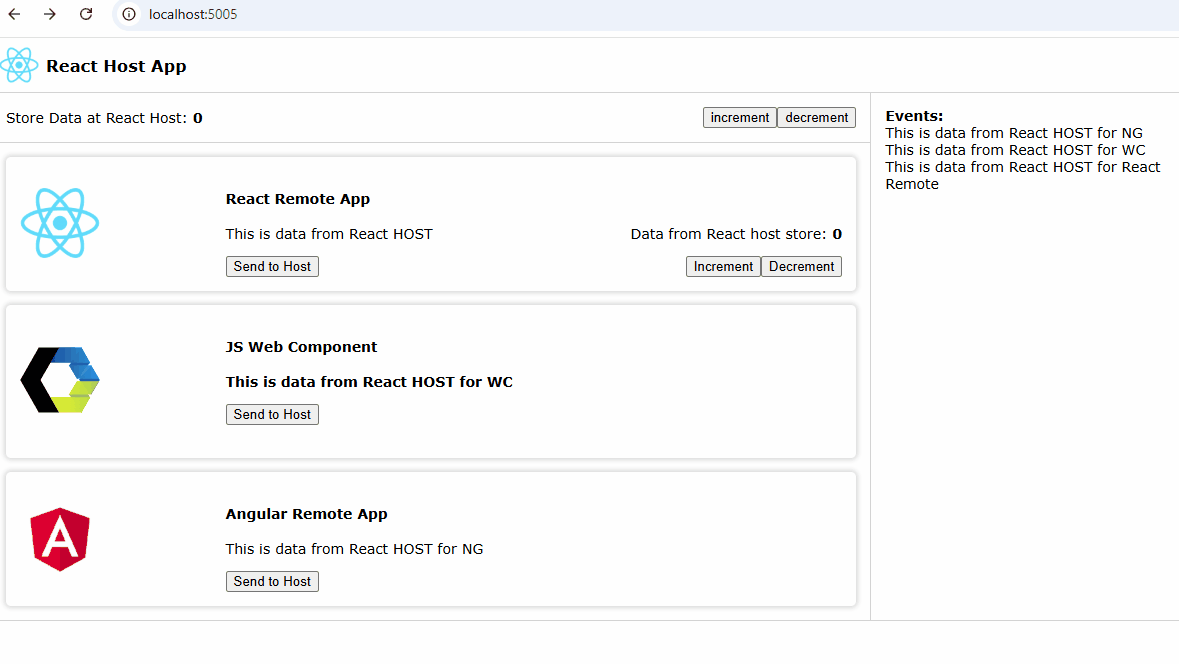 localhost:5005
React Host App
Store Data at React Host: 0
increment
decrement
React Remote App
This is data from React HOST
Data from React host store: 0
Send to Host
Increment
Decrement
JS Web Component
This is data from React HOST for WC
Send to Host
Angular Remote App
This is data from React HOST for NG
Send to Host
Events:
This is data from React HOST for NG
This is data from React HOST for WC
This is data from React HOST for React
Remote